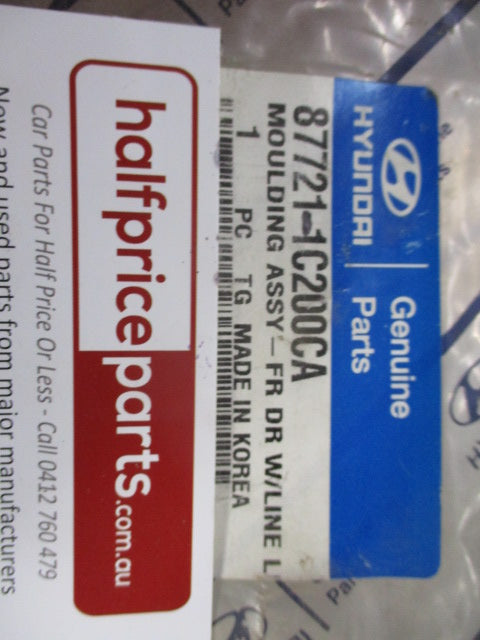 HYUNDAI
Genuine
Parts
87721-1C200CA
MOULDING ASSY-FR DR W/LINE L
1 PC TG MADE IN KOREA
halfpriceparts.com.au
Car Parts For Half Price Or Less - Call 0412 760 479
New and used parts from major manufacturers